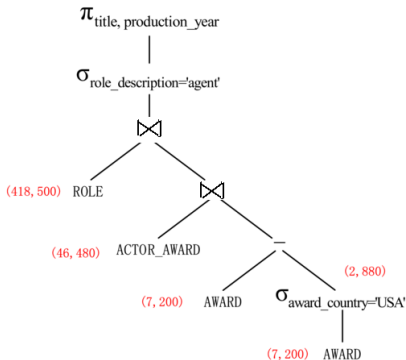 π title, production_year
σ role_description='agent'
⋈
(418,500) ROLE
⋈
(46,480) ACTOR_AWARD
−
(2,880)
(7,200) AWARD
σ award_country='USA'
(7,200) AWARD